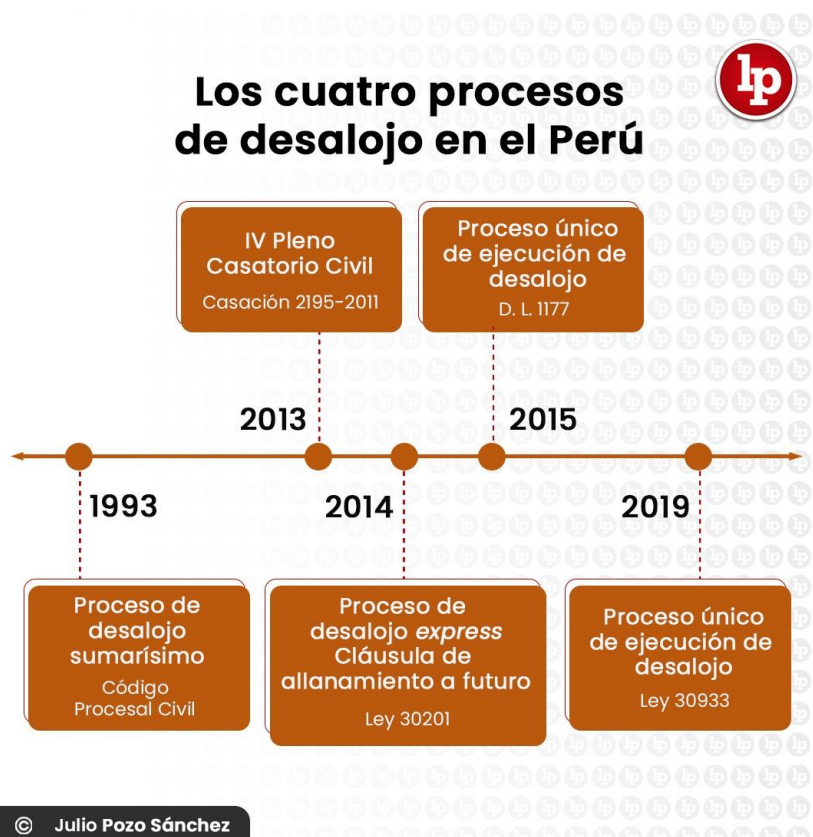 Los cuatro procesos
de desalojo en el Perú
lp
IV Pleno
Casatorio Civil
Casación 2195-2011
Proceso único
de ejecución de
desalojo
D. L. 1177
2013
2015
1993
2014
2019
Proceso de
desalojo
sumarísimo
Código
Procesal Civil
Proceso de
desalojo express
Cláusula de
allanamiento a futuro
Ley 30201
Proceso único
de ejecución de
desalojo
Ley 30933
© Julio Pozo Sánchez